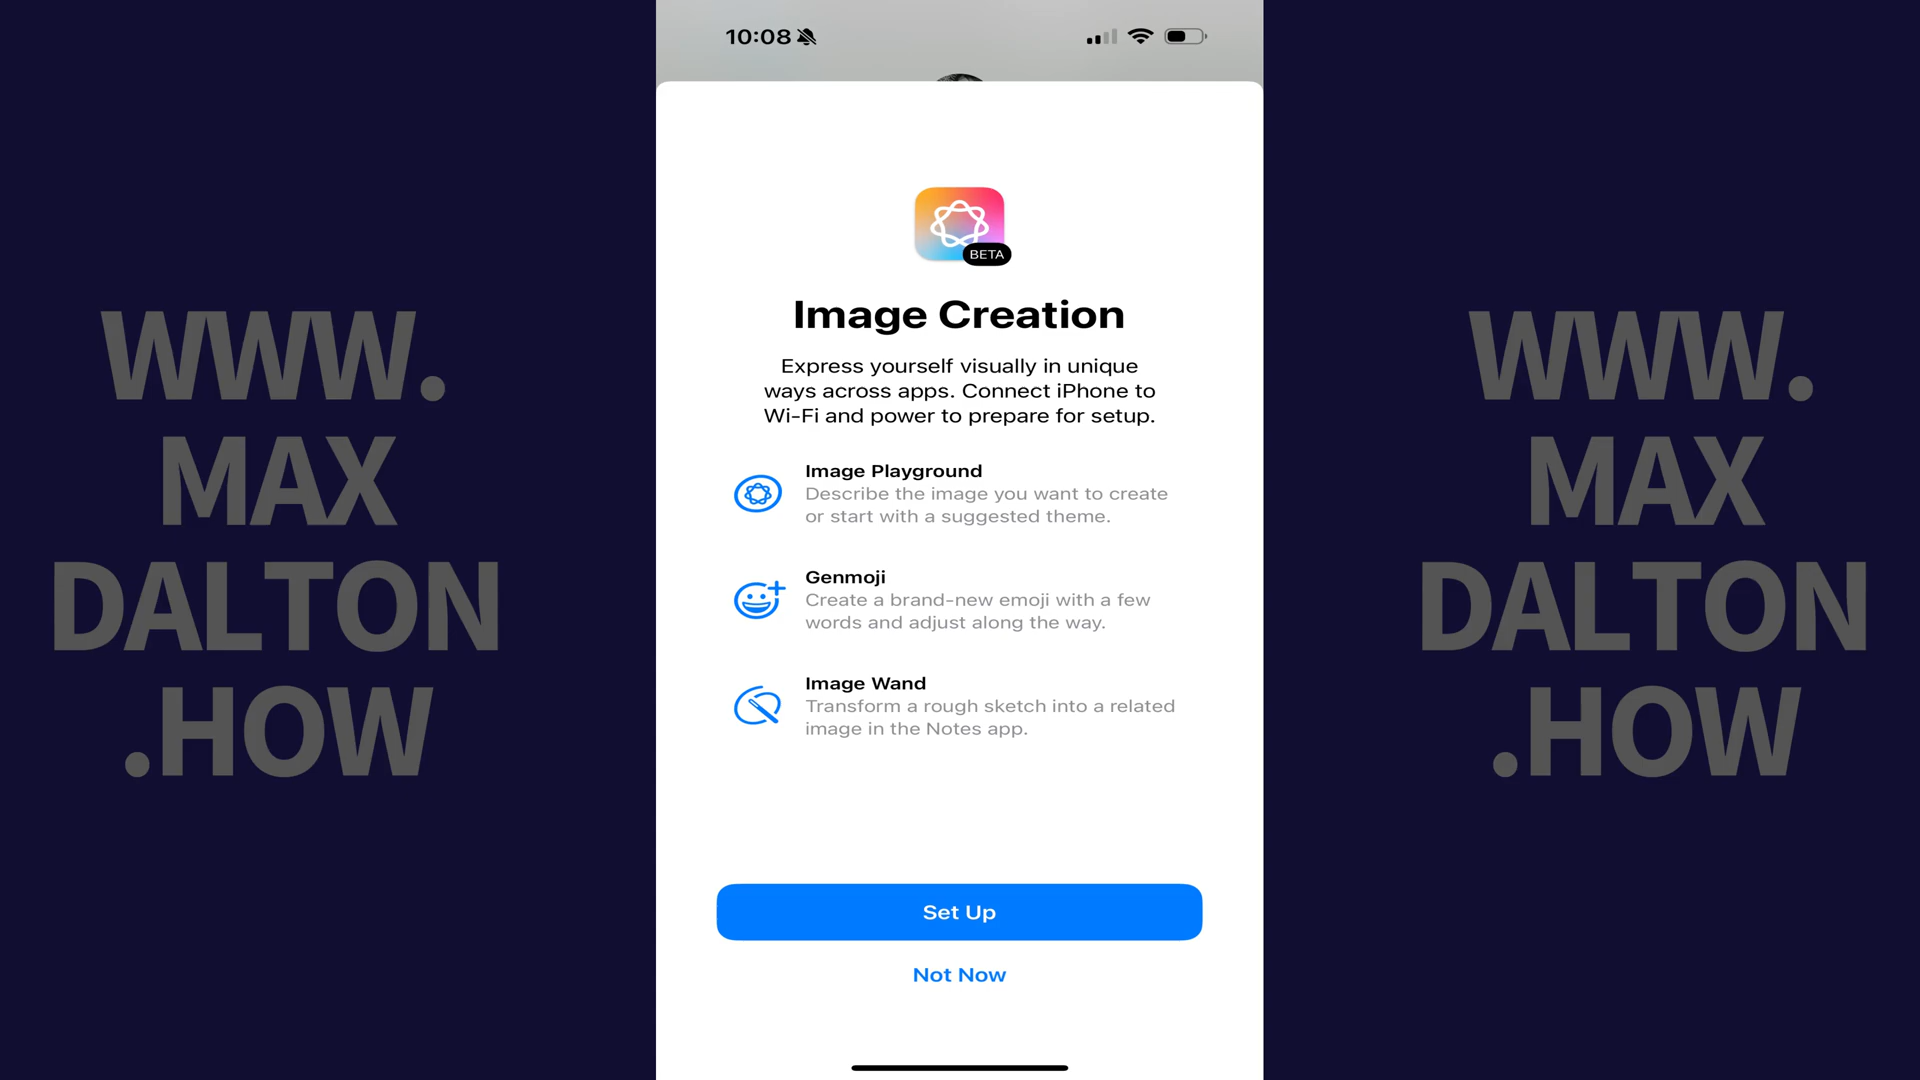 WWW.
MAX
DALTON
.HOW
10:08
BETA
Image Creation
Express yourself visually in unique
ways across apps. Connect iPhone to
Wi-Fi and power to prepare for setup.
Image Playground
Describe the image you want to create
or start with a suggested theme.
Genmoji
Create a brand-new emoji with a few
words and adjust along the way.
Image Wand
Transform a rough sketch into a related
image in the Notes app.
Set Up
Not Now
WWW.
MAX
DALTON
.HOW